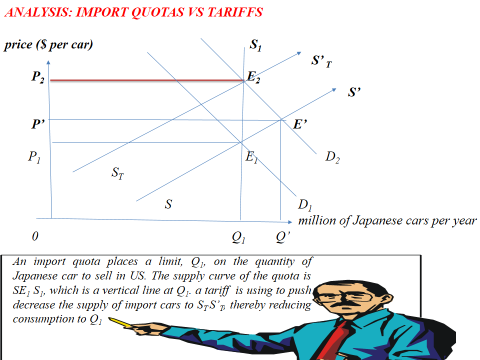 ANALYSIS: IMPORT QUOTAS VS TARIFFS
price ($ per car)
S1
S'T
P2
E2
S'
P'
E'
P1
E1
D2
ST
S
D1
million of Japanese cars per year
0
Q1
Q'
An import quota places a limit, Q1, on the quantity of
Japanese car to sell in US. The supply curve of the quota is
SE1 S1, which is a vertical line at Q1. a tariff is using to push
decrease the supply of import cars to STS'T, thereby reducing
consumption to Q1